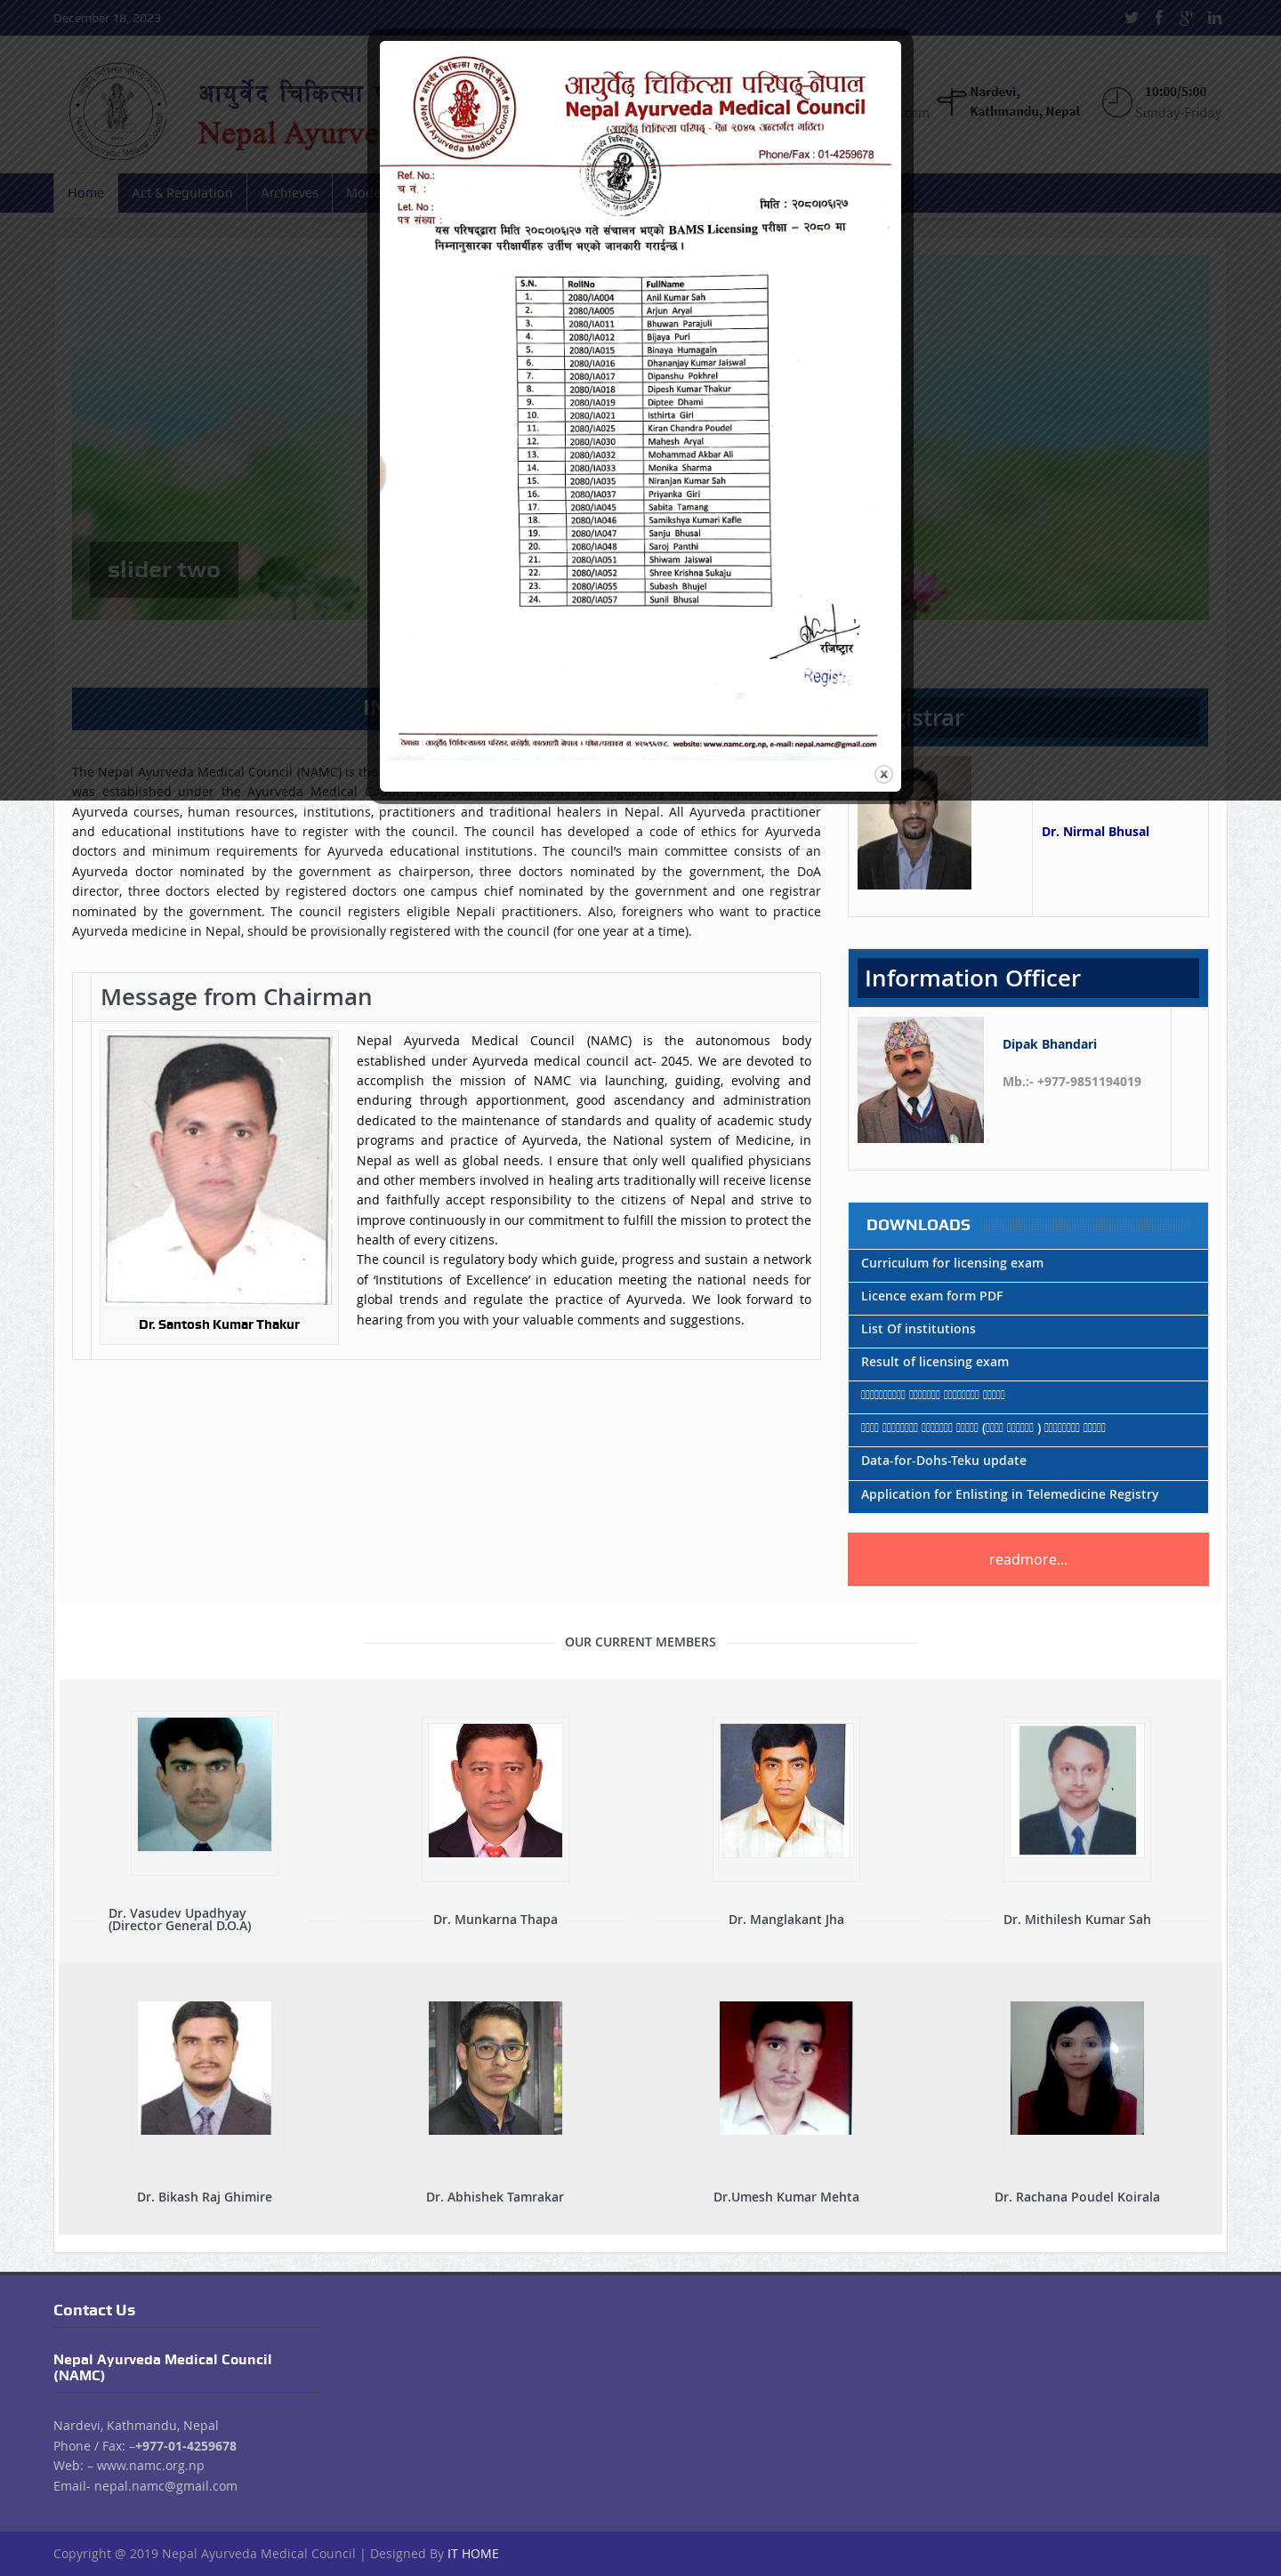 December 18, 2023
आयुर्वेद चिकित्सा
Nepal Ayurve
Nardevi,
Kathmandu, Nepal
10:00/5:00
Sunday-Friday
Home
Act & Regulation
Archieves
आयुर्वेद चिकित्सा परिषद्-नेपाल
Nepal Ayurveda Medical Council
(आयुर्वेद चिकित्सा परिषद् - ऐन २०४५ अन्तर्गत गठित)
Phone/Fax : 01-4259678
Ref. No.:
च नं. :
Let. No :
पत्र संख्या :
मिति : २०८०।०६।२७
यस परिषद्द्वारा मिति २०८०।०६।२७ गते संचालन भएको BAMS Licensing परीक्षा – २०८० मा
निम्नानुसारका परीक्षार्थीहरु उर्तीण भएको जानकारी गराईन्छ ।
S.N. RollNo FullName
1. 2080/IA004 Anil Kumar Sah
2. 2080/IA005 Arjun Aryal
3. 2080/IA011 Bhuwan Parajuli
4. 2080/IA012 Bijaya Puri
5. 2080/IA015 Binaya Humagain
6. 2080/IA016 Dhananjay Kumar Jaiswal
7. 2080/IA017 Dipanshu Pokhrel
8. 2080/IA018 Dipesh Kumar Thakur
9. 2080/IA019 Diptee Dhami
10. 2080/IA021 Isthirta Giri
11. 2080/IA025 Kiran Chandra Poudel
12. 2080/IA030 Mahesh Aryal
13. 2080/IA032 Mohammad Akbar Ali
14. 2080/IA033 Monika Sharma
15. 2080/IA035 Niranjan Kumar Sah
16. 2080/IA037 Priyanka Giri
17. 2080/IA045 Sabita Tamang
18. 2080/IA046 Samikshya Kumari Kafle
19. 2080/IA047 Sanju Bhusal
20. 2080/IA048 Saroj Panthi
21. 2080/IA051 Shiwam Jaiswal
22. 2080/IA052 Shree Krishna Sukaju
23. 2080/IA055 Subash Bhujel
24. 2080/IA057 Sunil Bhusal
रजिष्ट्रार
Registr
ठेगाना : आयुर्वेद चिकित्सालय परिसर, नरदेवी, काठमाडौं नेपाल । फोन/फ्याक्स नं. ४२५९६७८, website: www.namc.org.np, e-mail: nepal.namc@gmail.com
slider two
The Nepal Ayurveda Medical Council (NAMC) is the
was established under the Ayurveda Medical
Ayurveda courses, human resources, institutions, practitioners and traditional healers in Nepal. All Ayurveda practitioner
and educational institutions have to register with the council. The council has developed a code of ethics for Ayurveda
doctors and minimum requirements for Ayurveda educational institutions. The council’s main committee consists of an
Ayurveda doctor nominated by the government as chairperson, three doctors nominated by the government, the DoA
director, three doctors elected by registered doctors one campus chief nominated by the government and one registrar
nominated by the government. The council registers eligible Nepali practitioners. Also, foreigners who want to practice
Ayurveda medicine in Nepal, should be provisionally registered with the council (for one year at a time).
Message from Chairman
Nepal Ayurveda Medical Council (NAMC) is the autonomous body
established under Ayurveda medical council act- 2045. We are devoted to
accomplish the mission of NAMC via launching, guiding, evolving and
enduring through apportionment, good ascendancy and administration
dedicated to the maintenance of standards and quality of academic study
programs and practice of Ayurveda, the National system of Medicine, in
Nepal as well as global needs. I ensure that only well qualified physicians
and other members involved in healing arts traditionally will receive license
and faithfully accept responsibility to the citizens of Nepal and strive to
improve continuously in our commitment to fulfill the mission to protect the
health of every citizens.
The council is regulatory body which guide, progress and sustain a network
of ‘Institutions of Excellence’ in education meeting the national needs for
global trends and regulate the practice of Ayurveda. We look forward to
hearing from you with your valuable comments and suggestions.
Dr. Santosh Kumar Thakur
gistrar
Dr. Nirmal Bhusal
Information Officer
Dipak Bhandari
Mb.:- +977-9851194019
DOWNLOADS
Curriculum for licensing exam
Licence exam form PDF
List Of institutions
Result of licensing exam
Data-for-Dohs-Teku update
Application for Enlisting in Telemedicine Registry
readmore...
OUR CURRENT MEMBERS
Dr. Vasudev Upadhyay
(Director General D.O.A)
Dr. Munkarna Thapa
Dr. Manglakant Jha
Dr. Mithilesh Kumar Sah
Dr. Bikash Raj Ghimire
Dr. Abhishek Tamrakar
Dr.Umesh Kumar Mehta
Dr. Rachana Poudel Koirala
Contact Us
Nepal Ayurveda Medical Council
(NAMC)
Nardevi, Kathmandu, Nepal
Phone / Fax: –+977-01-4259678
Web: – www.namc.org.np
Email- nepal.namc@gmail.com
Copyright @ 2019 Nepal Ayurveda Medical Council | Designed By IT HOME